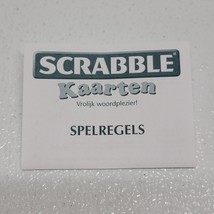 SCRABBLE
Kaarten
Vrolijk woordplezier!
SPELREGELS